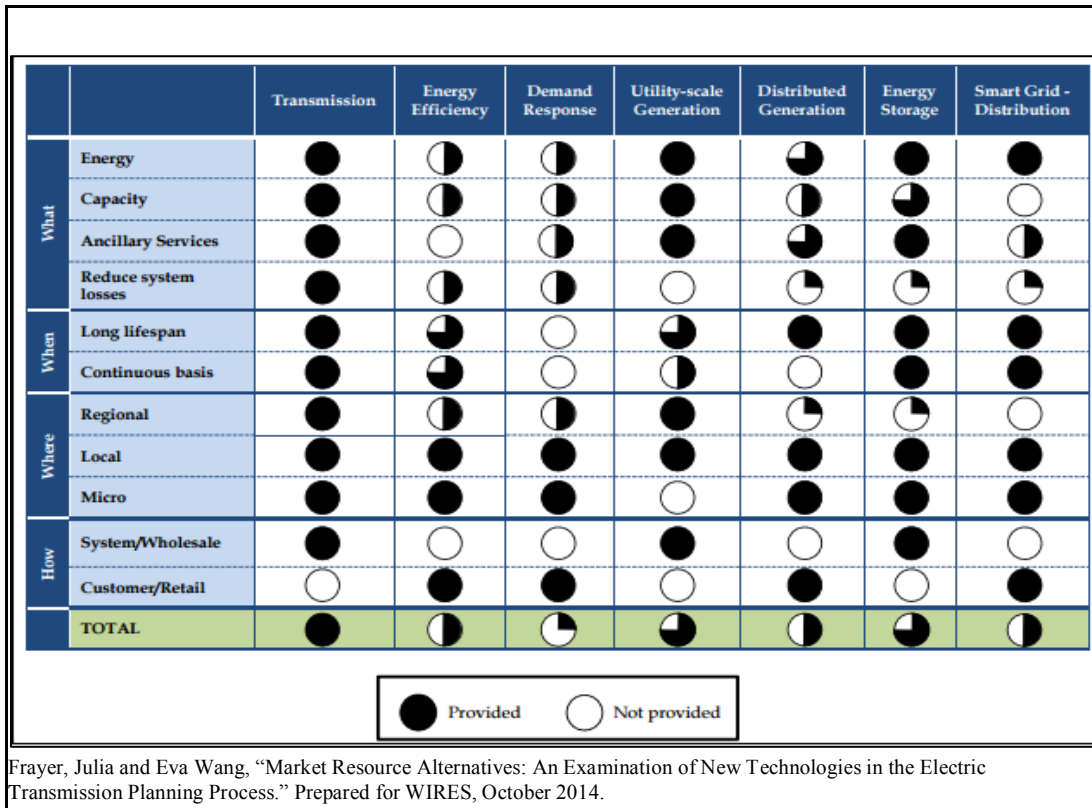 Transmission
Energy
Efficiency
Demand
Response
Utility-scale
Generation
Distributed
Generation
Energy
Storage
Smart Grid -
Distribution
What
Energy
Capacity
Ancillary Services
Reduce system
losses
When
Long lifespan
Continuous basis
Where
Regional
Local
Micro
How
System/Wholesale
Customer/Retail
TOTAL
Provided
Not provided
Frayer, Julia and Eva Wang, “Market Resource Alternatives: An Examination of New Technologies in the Electric
Transmission Planning Process.” Prepared for WIRES, October 2014.